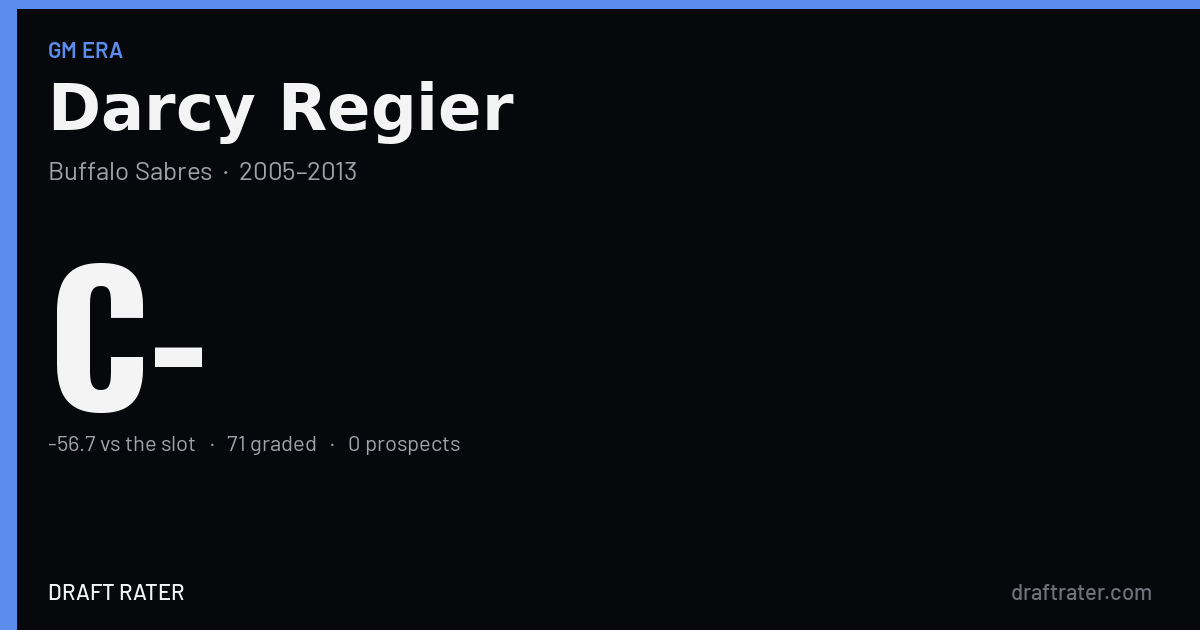 GM ERA
Darcy Regier
Buffalo Sabres · 2005–2013
C-
-56.7 vs the slot · 71 graded · 0 prospects
DRAFT RATER
draftrater.com